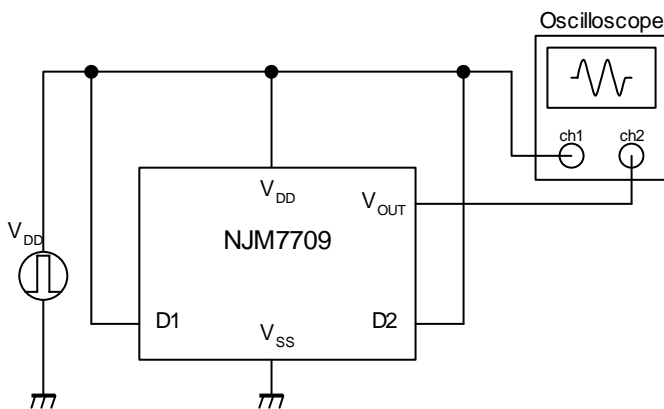 Oscilloscope
ch1
ch2
VDD
VOUT
NJM7709
VDD
D1
VSS
D2